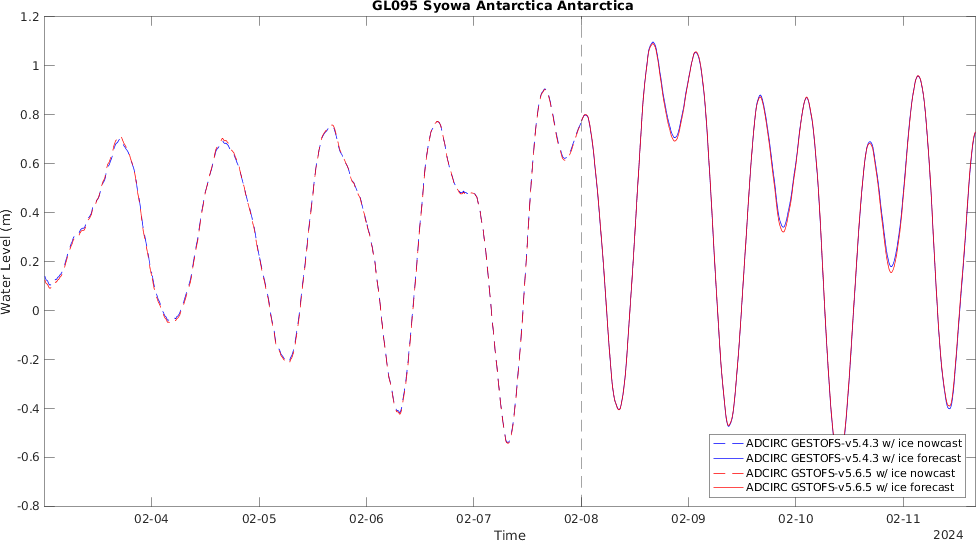 GL095 Syowa Antarctica Antarctica
1.2
1
0.8
0.6
0.4
0.2
0
-0.2
-0.4
-0.6
-0.8
Water Level (m)
ADCIRC GESTOFS-v5.4.3 w/ ice nowcast
ADCIRC GESTOFS-v5.4.3 w/ ice forecast
ADCIRC GSTOFS-v5.6.5 w/ ice nowcast
ADCIRC GSTOFS-v5.6.5 w/ ice forecast
02-04 02-05 02-06 02-07 02-08 02-09 02-10 02-11
Time
2024